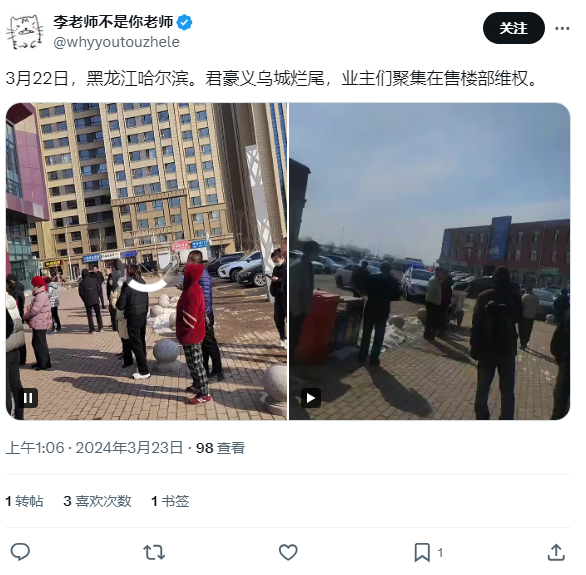 李老师不是你老师
@whyyoutouzhele
关注
3月22日，黑龙江哈尔滨。君豪义乌城烂尾，业主们聚集在售楼部维权。
上午1:06 · 2024年3月23日 · 98 查看
1 转帖 3 喜欢次数 1 书签
1